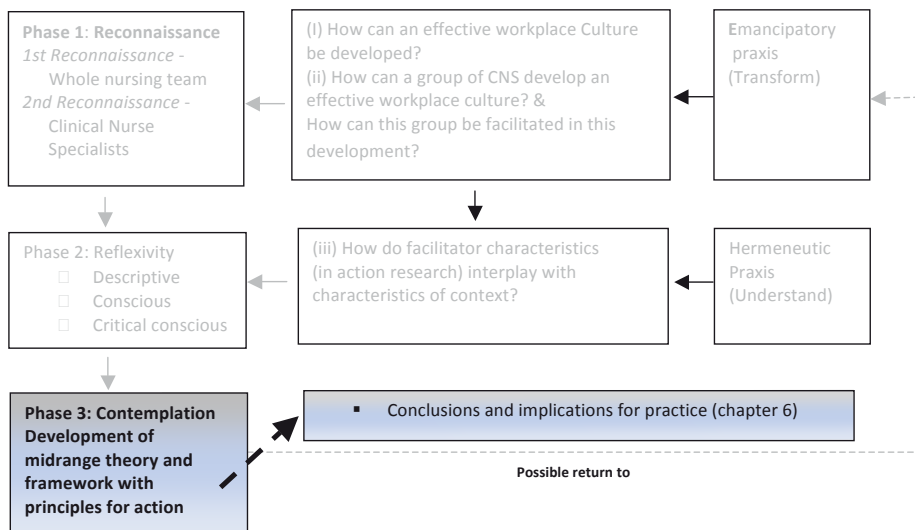 Phase 1: Reconnaissance
1st Reconnaissance -
Whole nursing team
2nd Reconnaissance -
Clinical Nurse
Specialists
(I) How can an effective workplace Culture
be developed?
(ii) How can a group of CNS develop an
effective workplace culture? &
How can this group be facilitated in this
development?
Emancipatory
praxis
(Transform)
Phase 2: Reflexivity
Descriptive
Conscious
Critical conscious
(iii) How do facilitator characteristics
(in action research) interplay with
characteristics of context?
Hermeneutic
Praxis
(Understand)
Phase 3: Contemplation
Development of
midrange theory and
framework with
principles for action
▪ Conclusions and implications for practice (chapter 6)
Possible return to